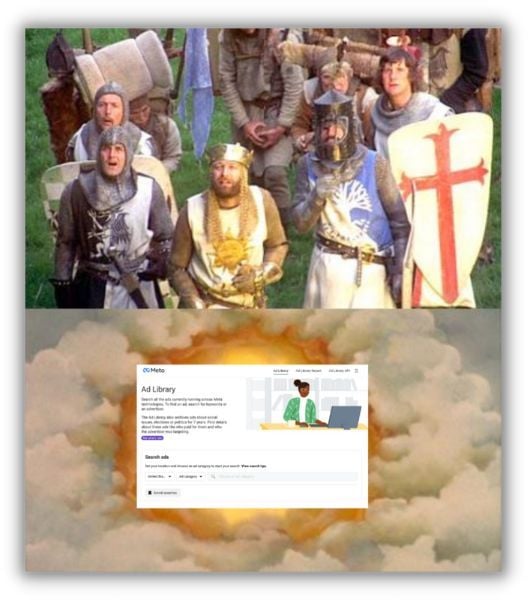 Meta
Ad Library Ad Library Report Ad Library API
Ad Library
Search all the ads currently running across Meta
technologies. To find an ad, search for keywords or
an advertiser.
The Ad Library also archives ads about social
issues, elections or politics for 7 years. Find details
about these ads like who paid for them and who
the advertiser was targeting.
Search ads
Set your location and choose an ad category to start your search. View search tips.
Ad category
Saved searches